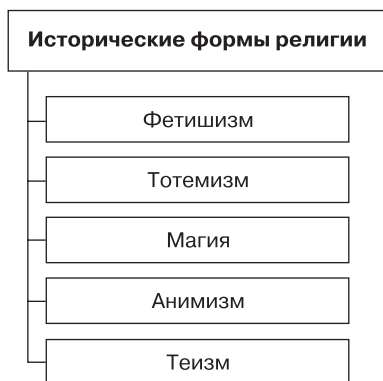 Исторические формы религии
Фетишизм
Тотемизм
Магия
Анимизм
Теизм